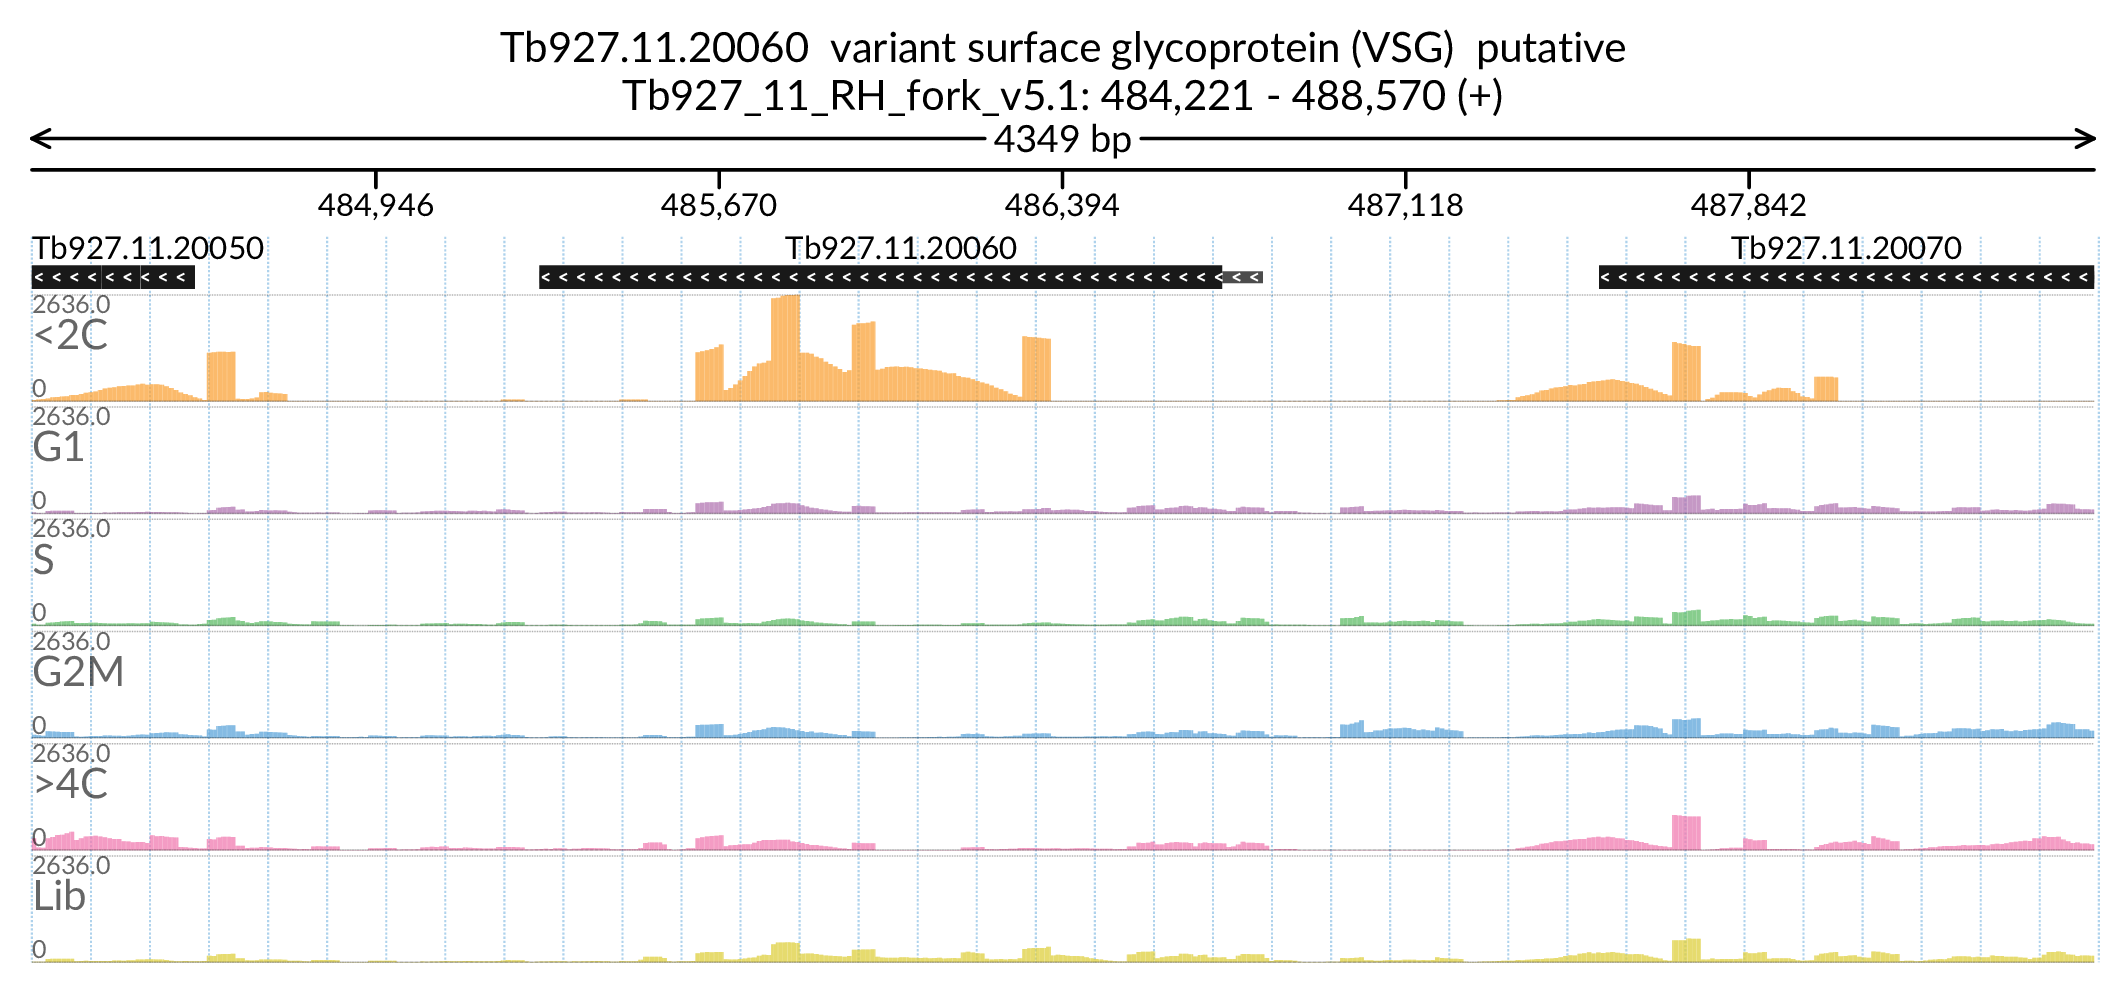 Tb927.11.20060  variant surface glycoprotein (VSG)  putative
Tb927_11_RH_fork_v5.1: 484,221 - 488,570 (+)
4349 bp
484,946 485,670 486,394 487,118 487,842
Tb927.11.20050 Tb927.11.20060 Tb927.11.20070
2636.0
<2C
0
2636.0
G1
0
2636.0
S
0
2636.0
G2M
0
2636.0
>4C
0
2636.0
Lib
0